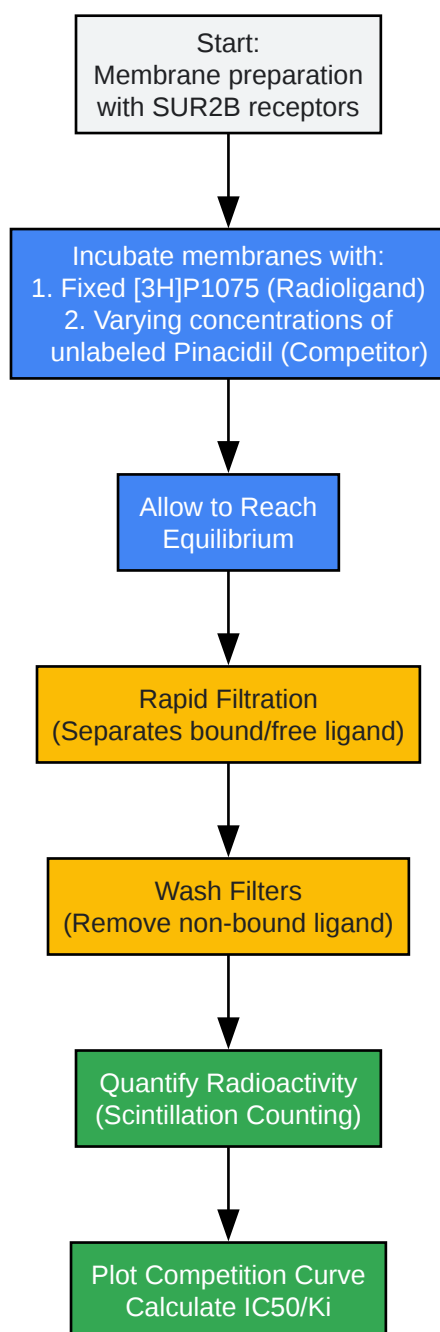 Start:
Membrane preparation
with SUR2B receptors
Incubate membranes with:
1. Fixed [3H]P1075 (Radioligand)
2. Varying concentrations of
unlabeled Pinacidil (Competitor)
Allow to Reach
Equilibrium
Rapid Filtration
(Separates bound/free ligand)
Wash Filters
(Remove non-bound ligand)
Quantify Radioactivity
(Scintillation Counting)
Plot Competition Curve
Calculate IC50/Ki